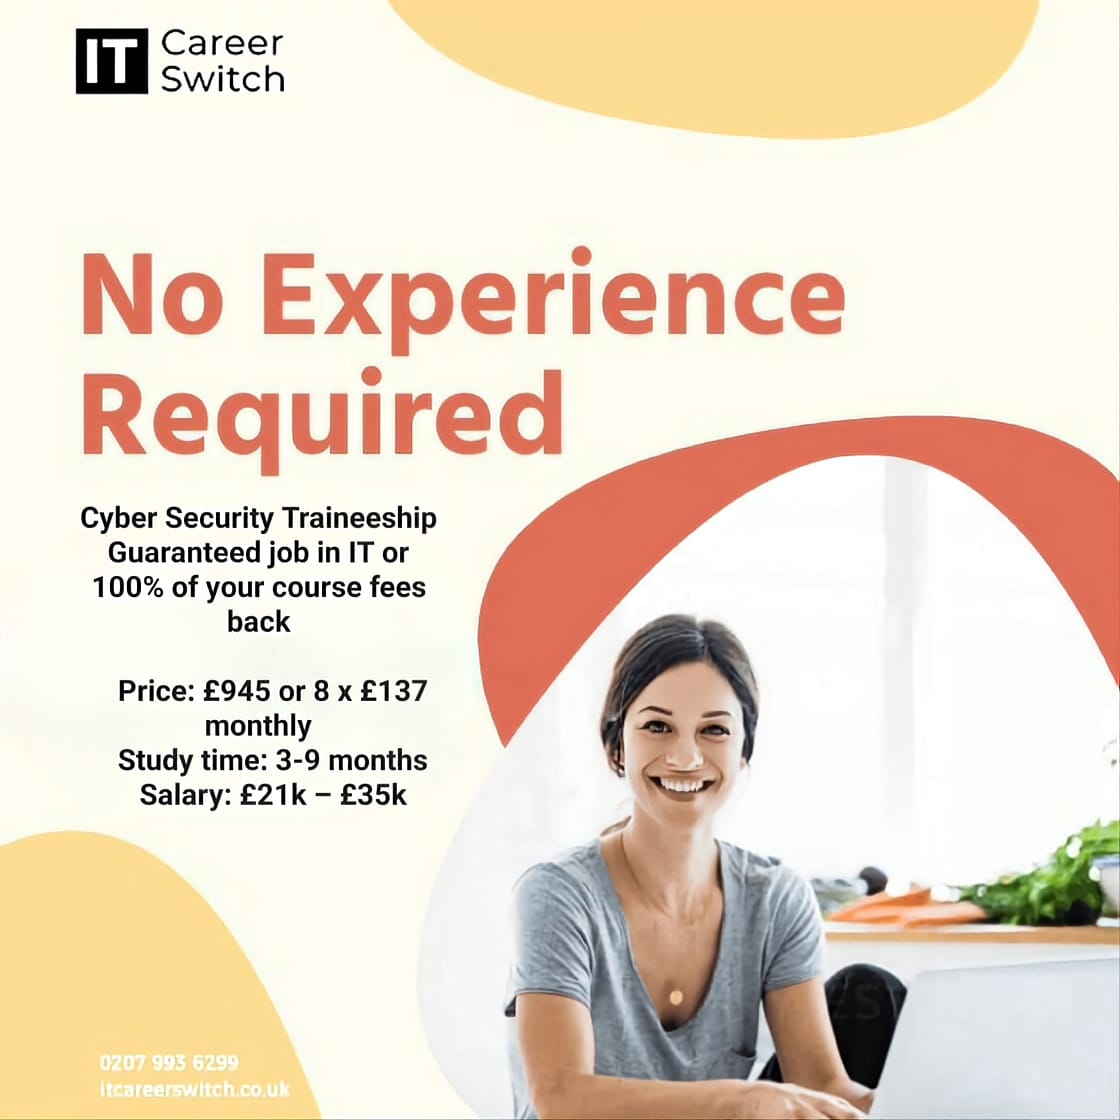 IT Career
Switch
No Experience
Required
Cyber Security Traineeship
Guaranteed job in IT or
100% of your course fees
back
Price: £945 or 8 x £137
monthly
Study time: 3-9 months
Salary: £21k – £35k
0207 993 6299
itcareerswitch.co.uk